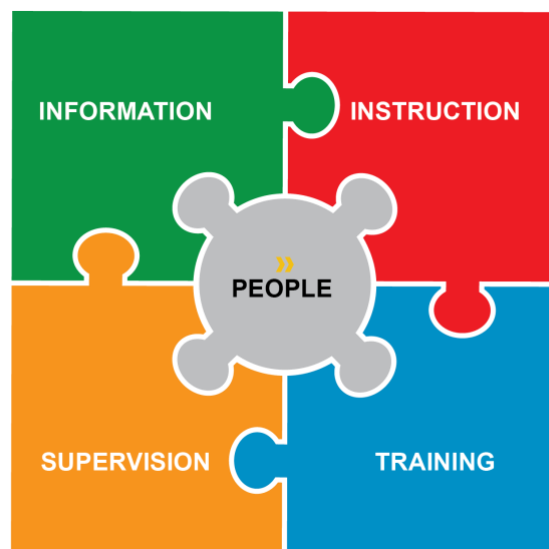 INFORMATION
INSTRUCTION
»
PEOPLE
SUPERVISION
TRAINING